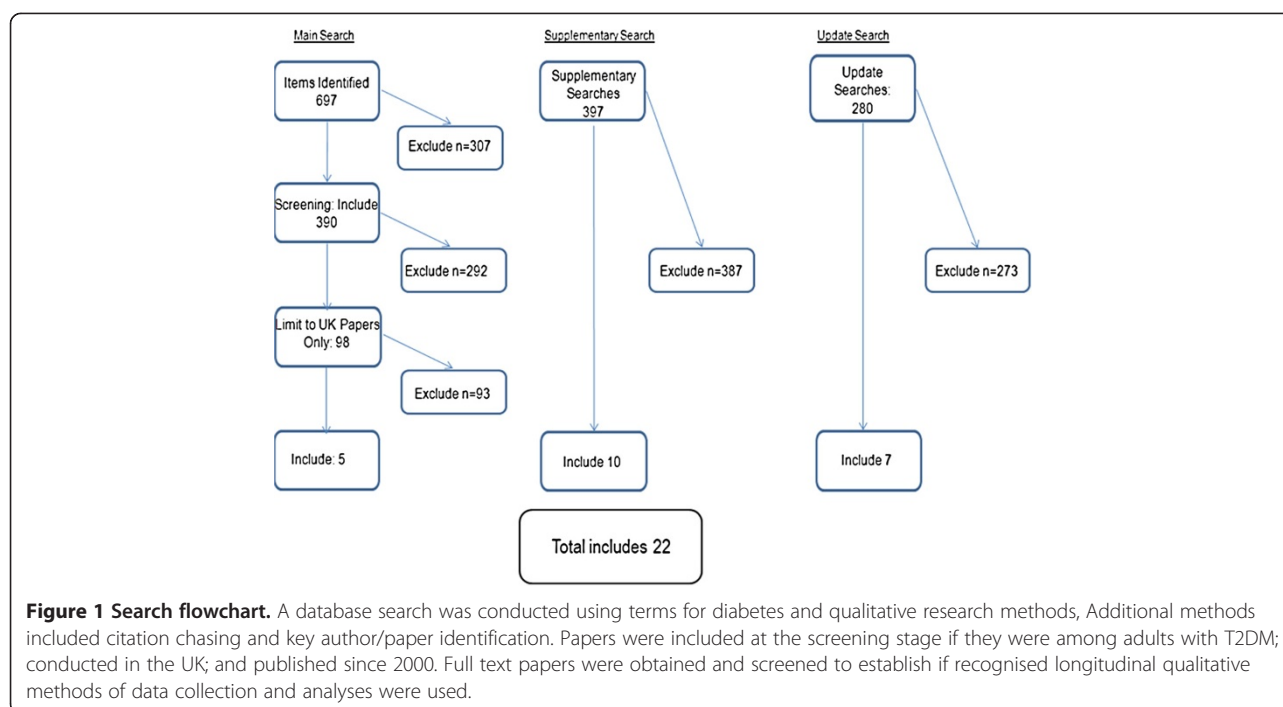 Main Search
Supplementary Search
Update Search
Items Identified
697
Exclude n=307
Screening: Include
390
Exclude n=292
Limit to UK Papers
Only: 98
Exclude n=93
Include: 5
Supplementary
Searches
397
Exclude n=387
Include 10
Update
Searches:
280
Exclude n=273
Include 7
Total includes 22
Figure 1 Search flowchart. A database search was conducted using terms for diabetes and qualitative research methods, Additional methods
included citation chasing and key author/paper identification. Papers were included at the screening stage if they were among adults with T2DM;
conducted in the UK; and published since 2000. Full text papers were obtained and screened to establish if recognised longitudinal qualitative
methods of data collection and analyses were used.